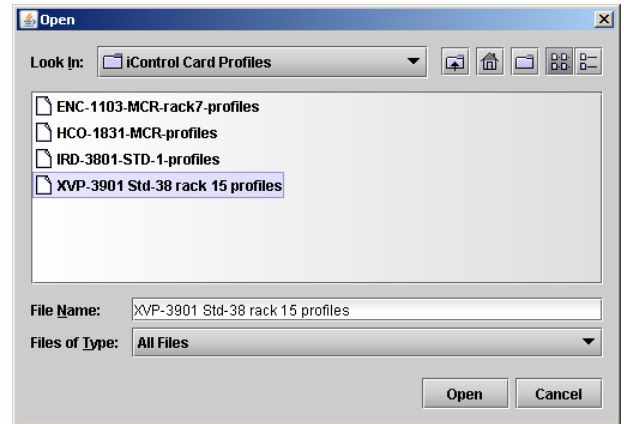 Open
Look In: iControl Card Profiles
ENC-1103-MCR-rack7-profiles
HCO-1831-MCR-profiles
IRD-3801-STD-1-profiles
XVP-3901 Std-38 rack 15 profiles
File Name: XVP-3901 Std-38 rack 15 profiles
Files of Type: All Files
Open Cancel